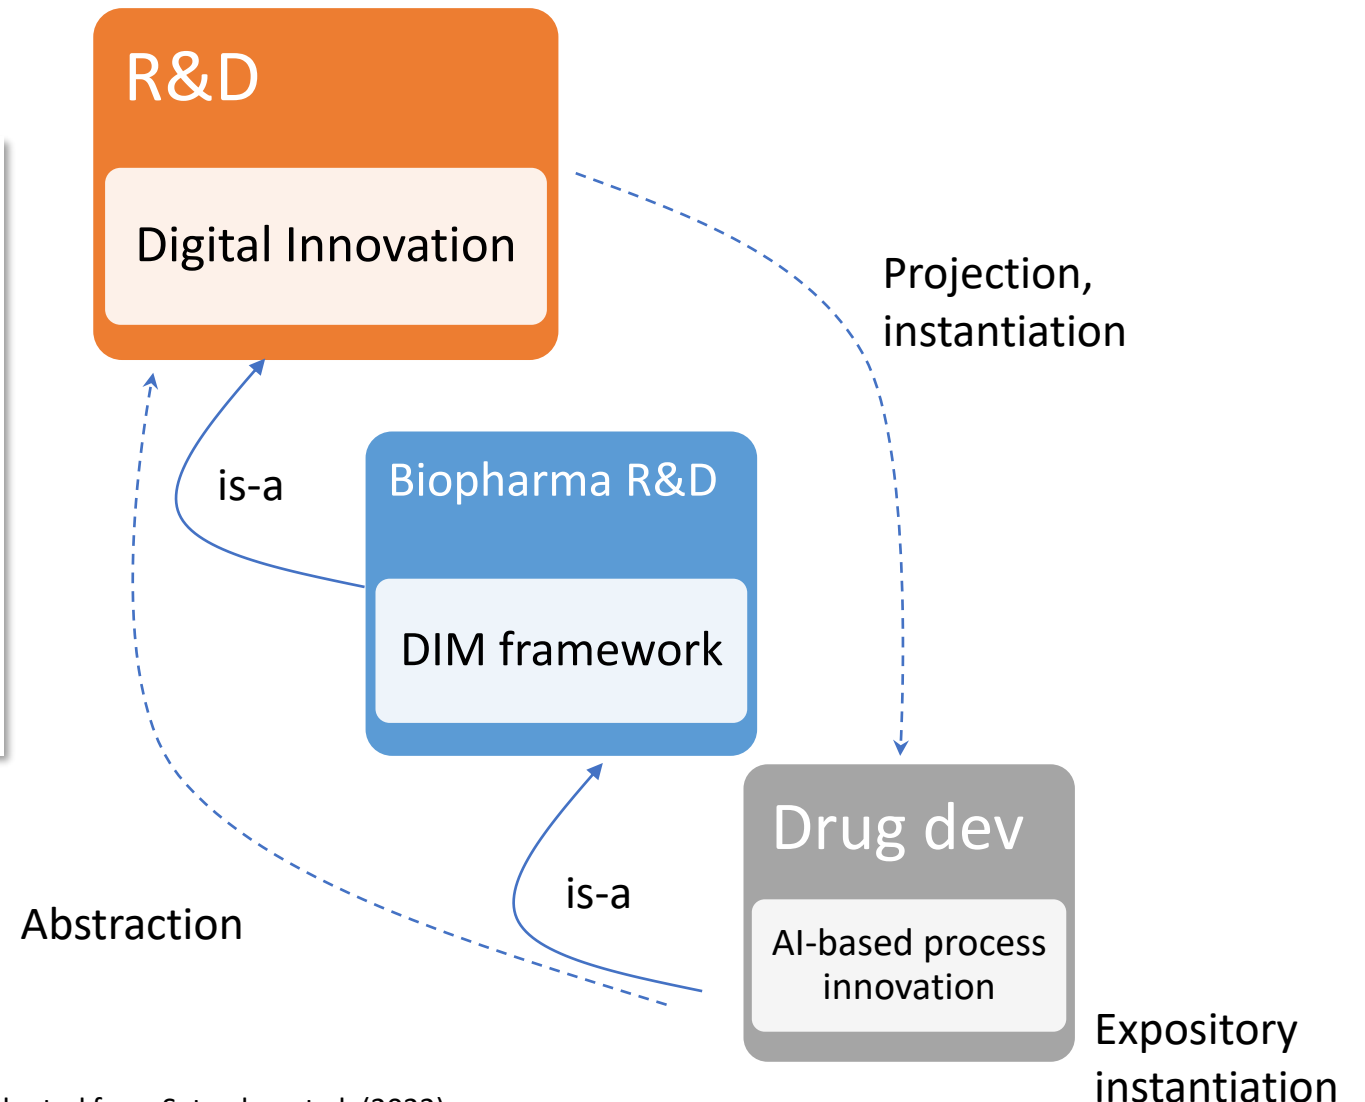 R&D
Digital Innovation
Projection,
instantiation
is-a
Biopharma R&D
DIM framework
Drug dev
is-a
AI-based process
innovation
Abstraction
Expository
instantiation